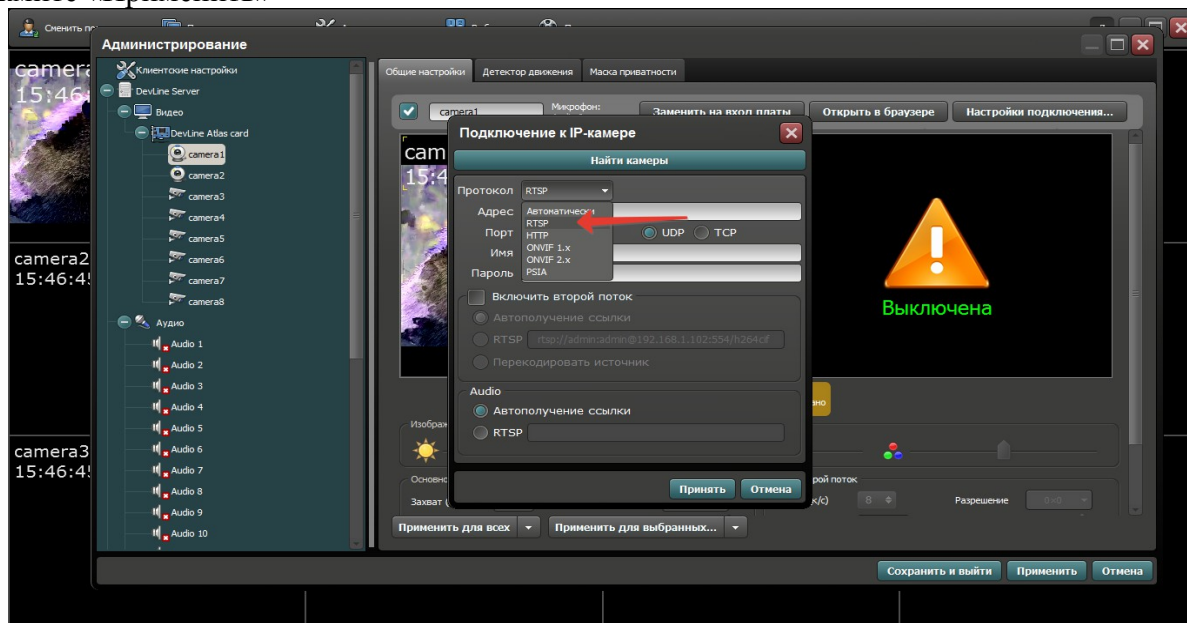 Сменить
Администрирование
camera
15:46
camera2
15:46:4
camera3
15:46:4
Клиентские настройки
DevLine Server
Видео
DevLine Atlas card
camera1
camera2
camera3
camera4
camera5
camera6
camera7
camera8
Аудио
Audio 1
Audio 2
Audio 3
Audio 4
Audio 5
Audio 6
Audio 7
Audio 8
Audio 9
Audio 10
Общие настройки Детектор движения Маска приватности
camera1 Микрофон: Заменить на вход платы Открыть в браузере Настройки подключения...
cam
15:4
Подключение к IP-камере
Найти камеры
Протокол RTSP
Адрес
Порт UDP TCP
Имя
Пароль
Автоматически
RTSP
HTTP
ONVIF 1.x
ONVIF 2.x
PSIA
Включить второй поток
Автополучение ссылки
RTSP rtsp://admin:admin@192.168.1.102:554/h264cif
Перекодировать источник
Audio
Автополучение ссылки
RTSP
Принять Отмена
Выключена
Захват
поток
8 Разрешение 0x0
Применить для всех Применить для выбранных...
Сохранить и выйти Применить Отмена